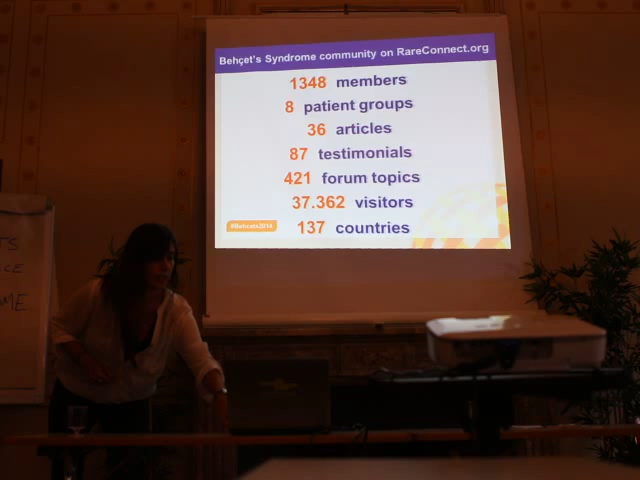 Behçet's Syndrome community on RareConnect.org
1348 members
8 patient groups
36 articles
87 testimonials
421 forum topics
37.362 visitors
#Behcets2014
137 countries